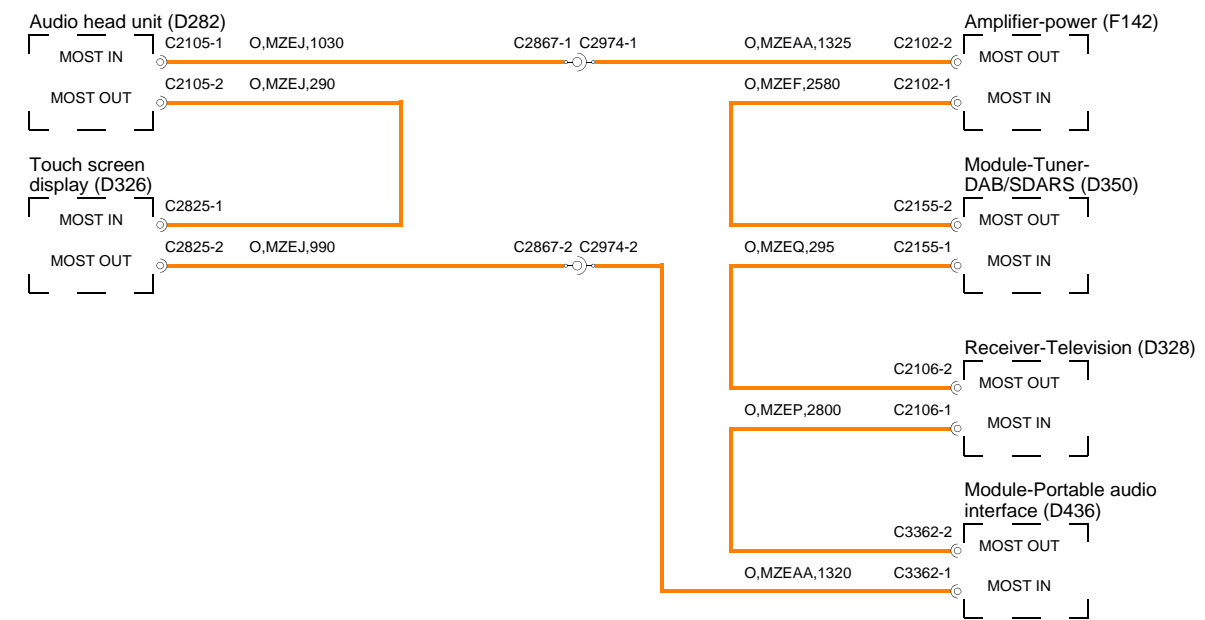 Audio head unit (D282)
MOST IN
C2105-1
O,MZEJ,1030
C2867-1 C2974-1
MOST OUT
C2105-2
O,MZEJ,290
Touch screen
display (D326)
MOST IN
C2825-1
MOST OUT
C2825-2
O,MZEJ,990
C2867-2 C2974-2
Amplifier-power (F142)
O,MZEAA,1325
C2102-2
MOST OUT
O,MZEF,2580
C2102-1
MOST IN
Module-Tuner-
DAB/SDARS (D350)
C2155-2
MOST OUT
O,MZEQ,295
C2155-1
MOST IN
Receiver-Television (D328)
C2106-2
MOST OUT
O,MZEP,2800
C2106-1
MOST IN
Module-Portable audio
interface (D436)
C3362-2
MOST OUT
O,MZEAA,1320
C3362-1
MOST IN